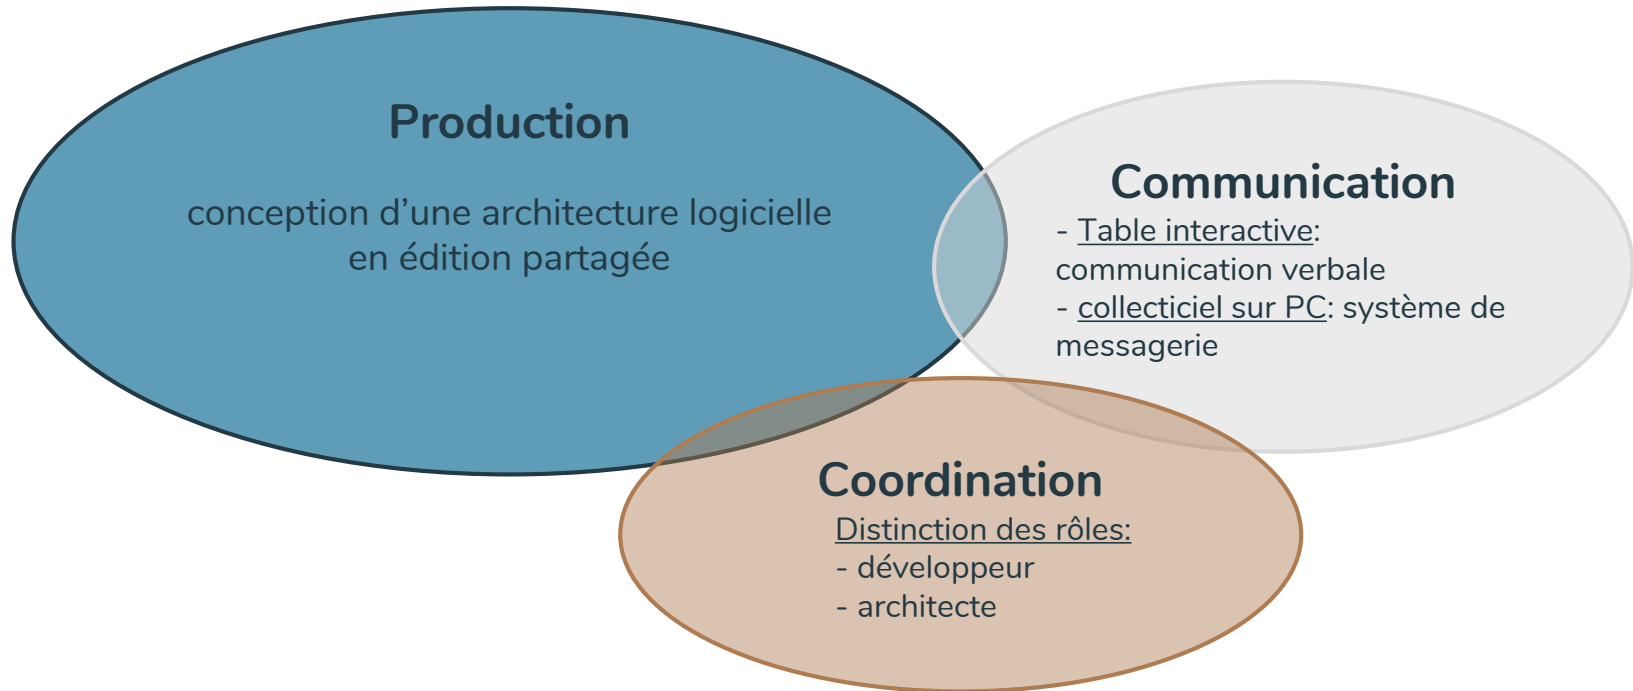 Production
conception d’une architecture logicielle
en édition partagée
Communication
- Table interactive:
communication verbale
- collecticiel sur PC: système de
messagerie
Coordination
Distinction des rôles:
- développeur
- architecte